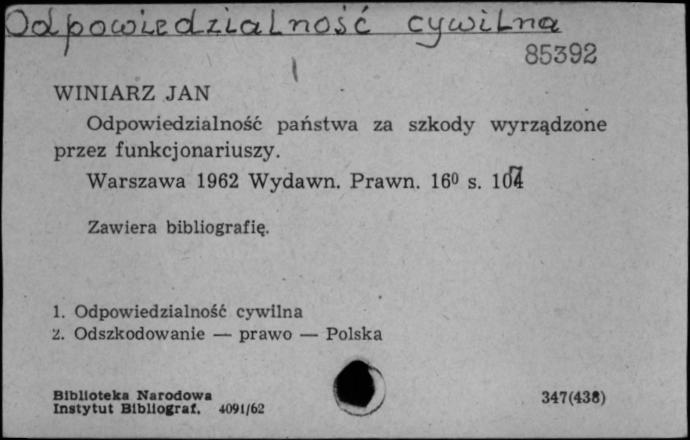 Odpowiedzialność cywilna
85392
WINIARZ JAN
Odpowiedzialność państwa za szkody wyrządzone
przez funkcjonariuszy.
Warszawa 1962 Wydawn. Prawn. 16⁰ s.
Zawiera bibliografię.
1. Odpowiedzialność cywilna
2. Odszkodowanie — prawo — Polska
Biblioteka Narodowa
Instytut Bibliograf. 4091/62
347(438)